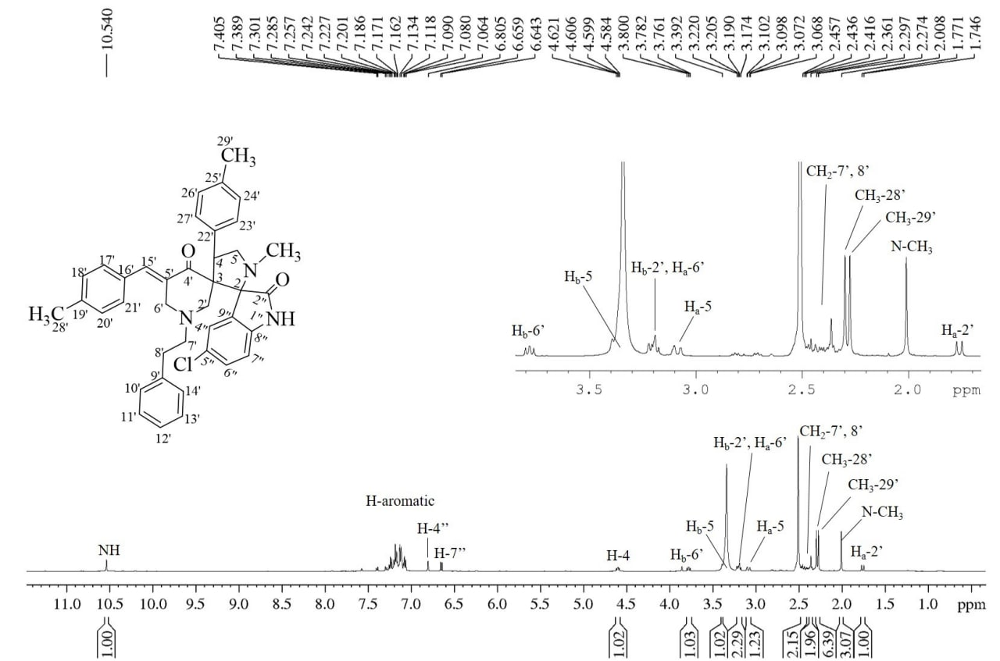 10.540
7.405 7.389 7.301 7.285 7.257 7.242 7.227 7.201 7.186 7.171 7.162 7.134 7.118 7.090 7.080 7.064 6.805 6.659 6.643 4.621 4.606 4.599 4.584 3.800 3.782 3.761 3.392 3.220 3.205 3.190 3.174 3.102 3.098 3.072 3.068 2.457 2.436 2.416 2.361 2.297 2.274 2.008 1.771 1.746
29'
CH3
25'
26'
24'
27'
23'
22'
O
5
CH3
17'
15'
4
N
18'
16'
5'
4'
3
2
O
21'
2"
19'
6'
2'
9"
1"
NH
H3C
28'
20'
N
4"
8"
7'
8'
Cl
5"
7"
6"
9'
10'
14'
11'
13'
12'
CH2-7’, 8’
CH3-28’
CH3-29’
N-CH3
Hb-5
Hb-2’, Ha-6’
Ha-5
Hb-6’
Ha-2’
3.5 3.0 2.5 2.0 ppm
CH2-7’, 8’
Hb-2’, Ha-6’
CH3-28’
CH3-29’
H-aromatic
N-CH3
H-4’’
Hb-5
Ha-5
NH
H-7’’
H-4
Hb-6’
Ha-2’
11.0 10.5 10.0 9.5 9.0 8.5 8.0 7.5 7.0 6.5 6.0 5.5 5.0 4.5 4.0 3.5 3.0 2.5 2.0 1.5 1.0 ppm
1.00 1.02 1.03 1.02 2.29 1.23 2.15 1.96 6.39 3.07 1.00